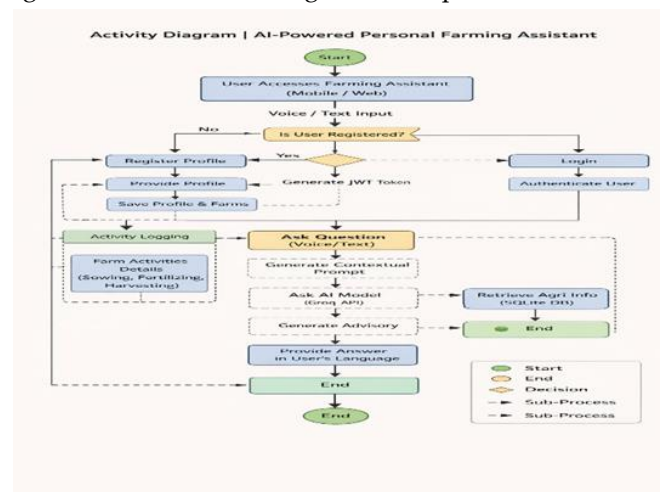 Activity Diagram | AI-Powered Personal Farming Assistant
Start
User Accesses Farming Assistant
(Mobile / Web)
Voice / Text Input
No
Is User Registered?
Register Profile
Yes
Login
Provide Profile
Generate JWT Token
Authenticate User
Save Profile & Farms
Activity Logging
Ask Question
(Voice/Text)
Farm Activities
Details
(Sowing, Fortilizing,
Harvesting)
Generate Contextual
Prompt
Ask AI Model
(Groq API)
Retrieve Agri Info
(SQLite DB)
Generate Advisory
End
Provide Answer
in User's Language
End
End
Start
End
Decision
Sub-Process
Sub-Process